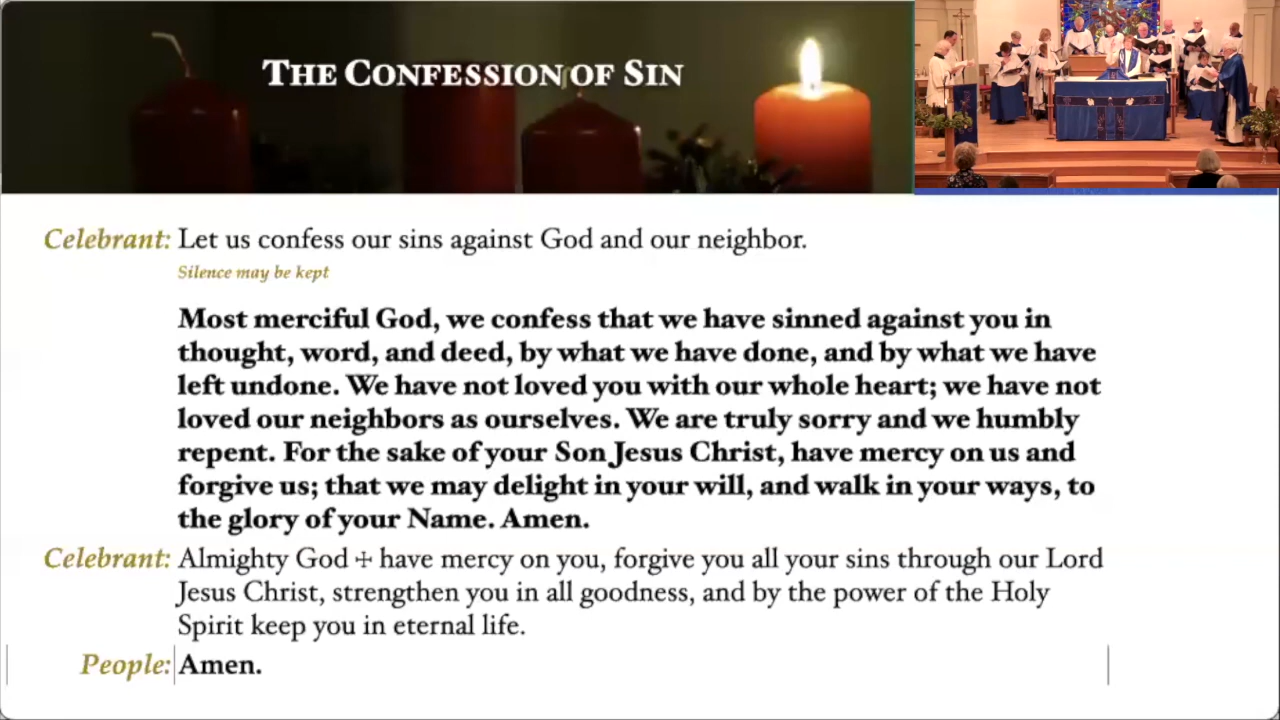 THE CONFESSION OF SIN
Celebrant: Let us confess our sins against God and our neighbor.
Silence may be kept
Most merciful God, we confess that we have sinned against you in
thought, word, and deed, by what we have done, and by what we have
left undone. We have not loved you with our whole heart; we have not
loved our neighbors as ourselves. We are truly sorry and we humbly
repent. For the sake of your Son Jesus Christ, have mercy on us and
forgive us; that we may delight in your will, and walk in your ways, to
the glory of your Name. Amen.
Celebrant: Almighty God ☩ have mercy on you, forgive you all your sins through our Lord
Jesus Christ, strengthen you in all goodness, and by the power of the Holy
Spirit keep you in eternal life.
People: Amen.